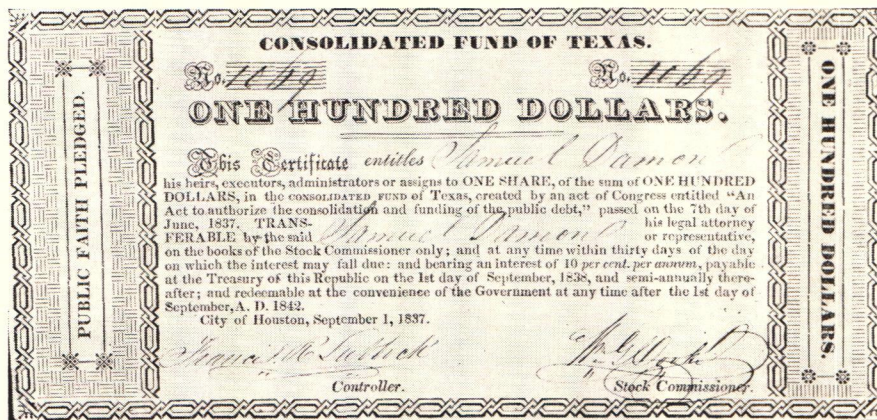 CONSOLIDATED FUND OF TEXAS.
No. 1069 No. 1069
ONE HUNDRED DOLLARS.
This Certificate entitles Samuel Damon
his heirs, executors, administrators or assigns to ONE SHARE, of the sum of ONE HUNDRED
DOLLARS, in the CONSOLIDATED FUND of Texas, created by an act of Congress entitled “An
Act to authorize the consolidation and funding of the public debt,” passed on the 7th day of
June, 1837. TRANS- his legal attorney
FERABLE by the said Samuel Damon or representative,
on the books of the Stock Commissioner only; and at any time within thirty days of the day
on which the interest may fall due: and bearing an interest of 10 per cent. per annum, payable
at the Treasury of this Republic on the 1st day of September, 1838, and semi-annually there-
after; and redeemable at the convenience of the Government at any time after the 1st day of
September, A. D. 1842.
City of Houston, September 1, 1837.
Francis R Lubbock
Controller. Stock Commissioner.
PUBLIC FAITH PLEDGED.
ONE HUNDRED DOLLARS.